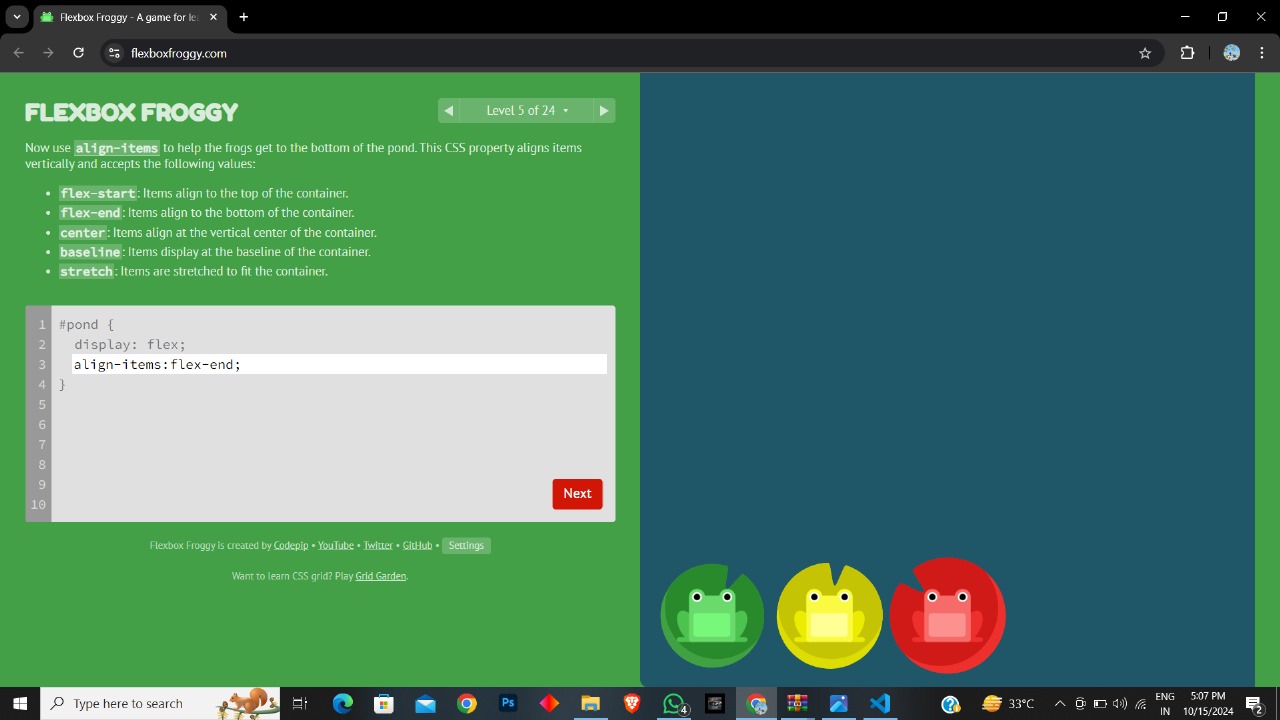 Flexbox Froggy - A game for le
flexboxfroggy.com
FLEXBOX FROGGY
Level 5 of 24
Now use align-items to help the frogs get to the bottom of the pond. This CSS property aligns items
vertically and accepts the following values:
flex-start: Items align to the top of the container.
flex-end: Items align to the bottom of the container.
center: Items align at the vertical center of the container.
baseline: Items display at the baseline of the container.
stretch: Items are stretched to fit the container.
1 #pond {
2 display: flex;
3 align-items:flex-end;
4 }
5
6
7
8
9
10
Next
Flexbox Froggy is created by Codepip • YouTube • Twitter • GitHub • Settings
Want to learn CSS grid? Play Grid Garden.
Type here to search
Ps
4
33°C
ENG
IN
5:07 PM
10/15/2024
2